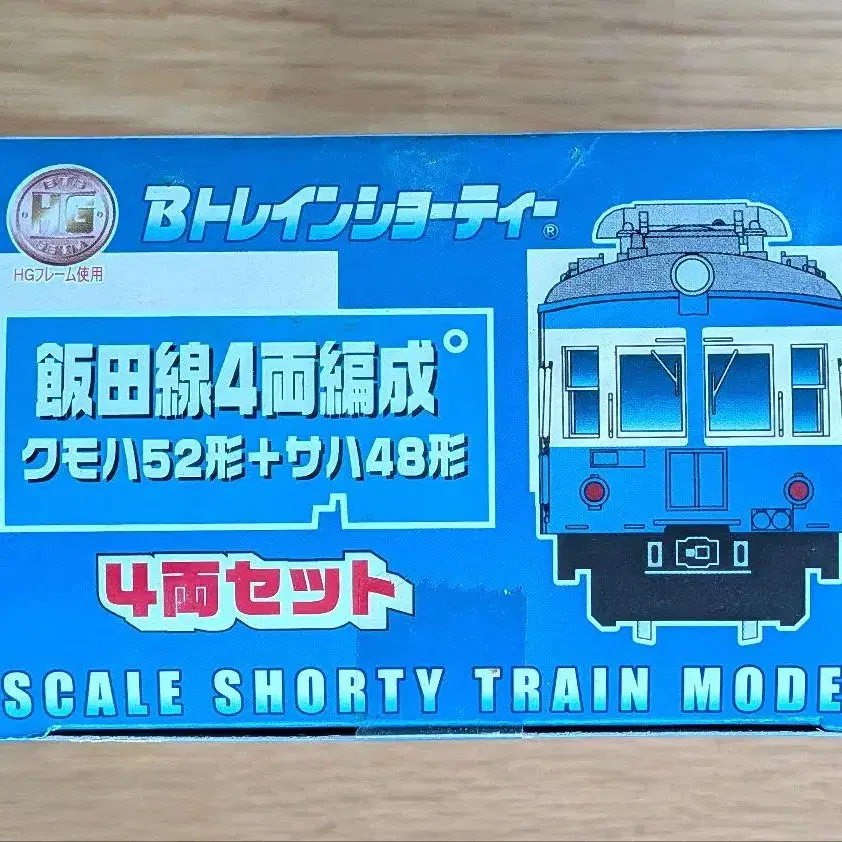 HG
HGフレーム使用
Bトレインショーティー®
飯田線4両編成
クモハ52形+サハ48形
4両セット
SCALE SHORTY TRAIN MODE